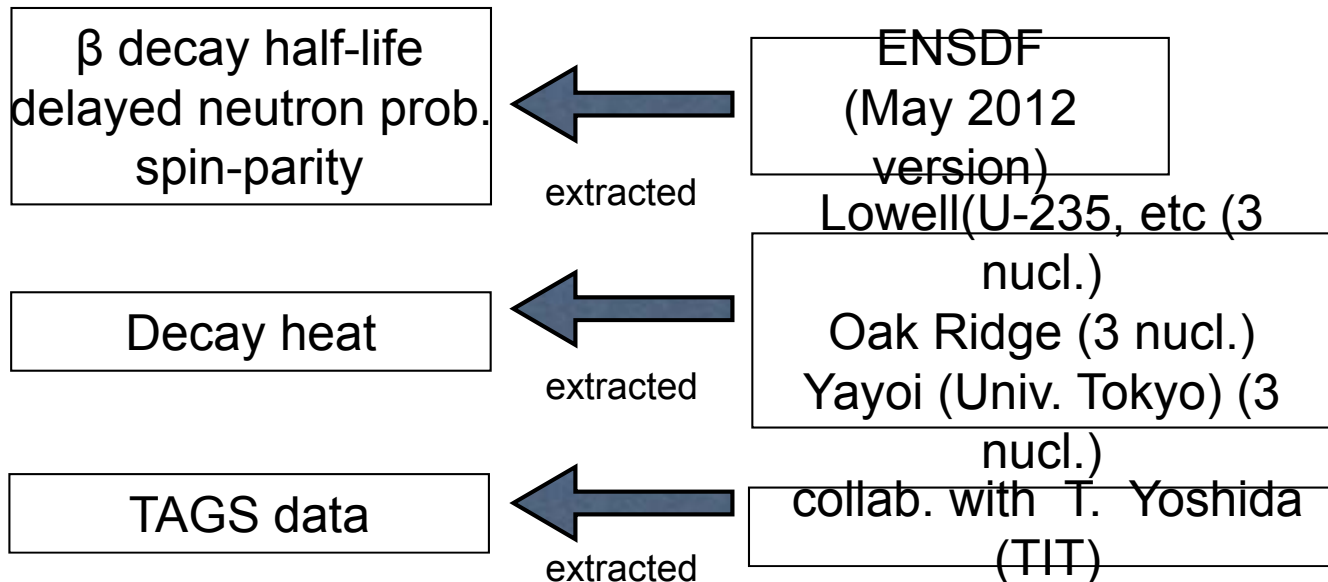 β decay half-life
delayed neutron prob.
spin-parity
extracted
ENSDF
(May 2012
version)
Decay heat
extracted
Lowell(U-235, etc (3
nucl.)
Oak Ridge (3 nucl.)
Yayoi (Univ. Tokyo) (3
nucl.)
TAGS data
extracted
collab. with T. Yoshida
(TIT)